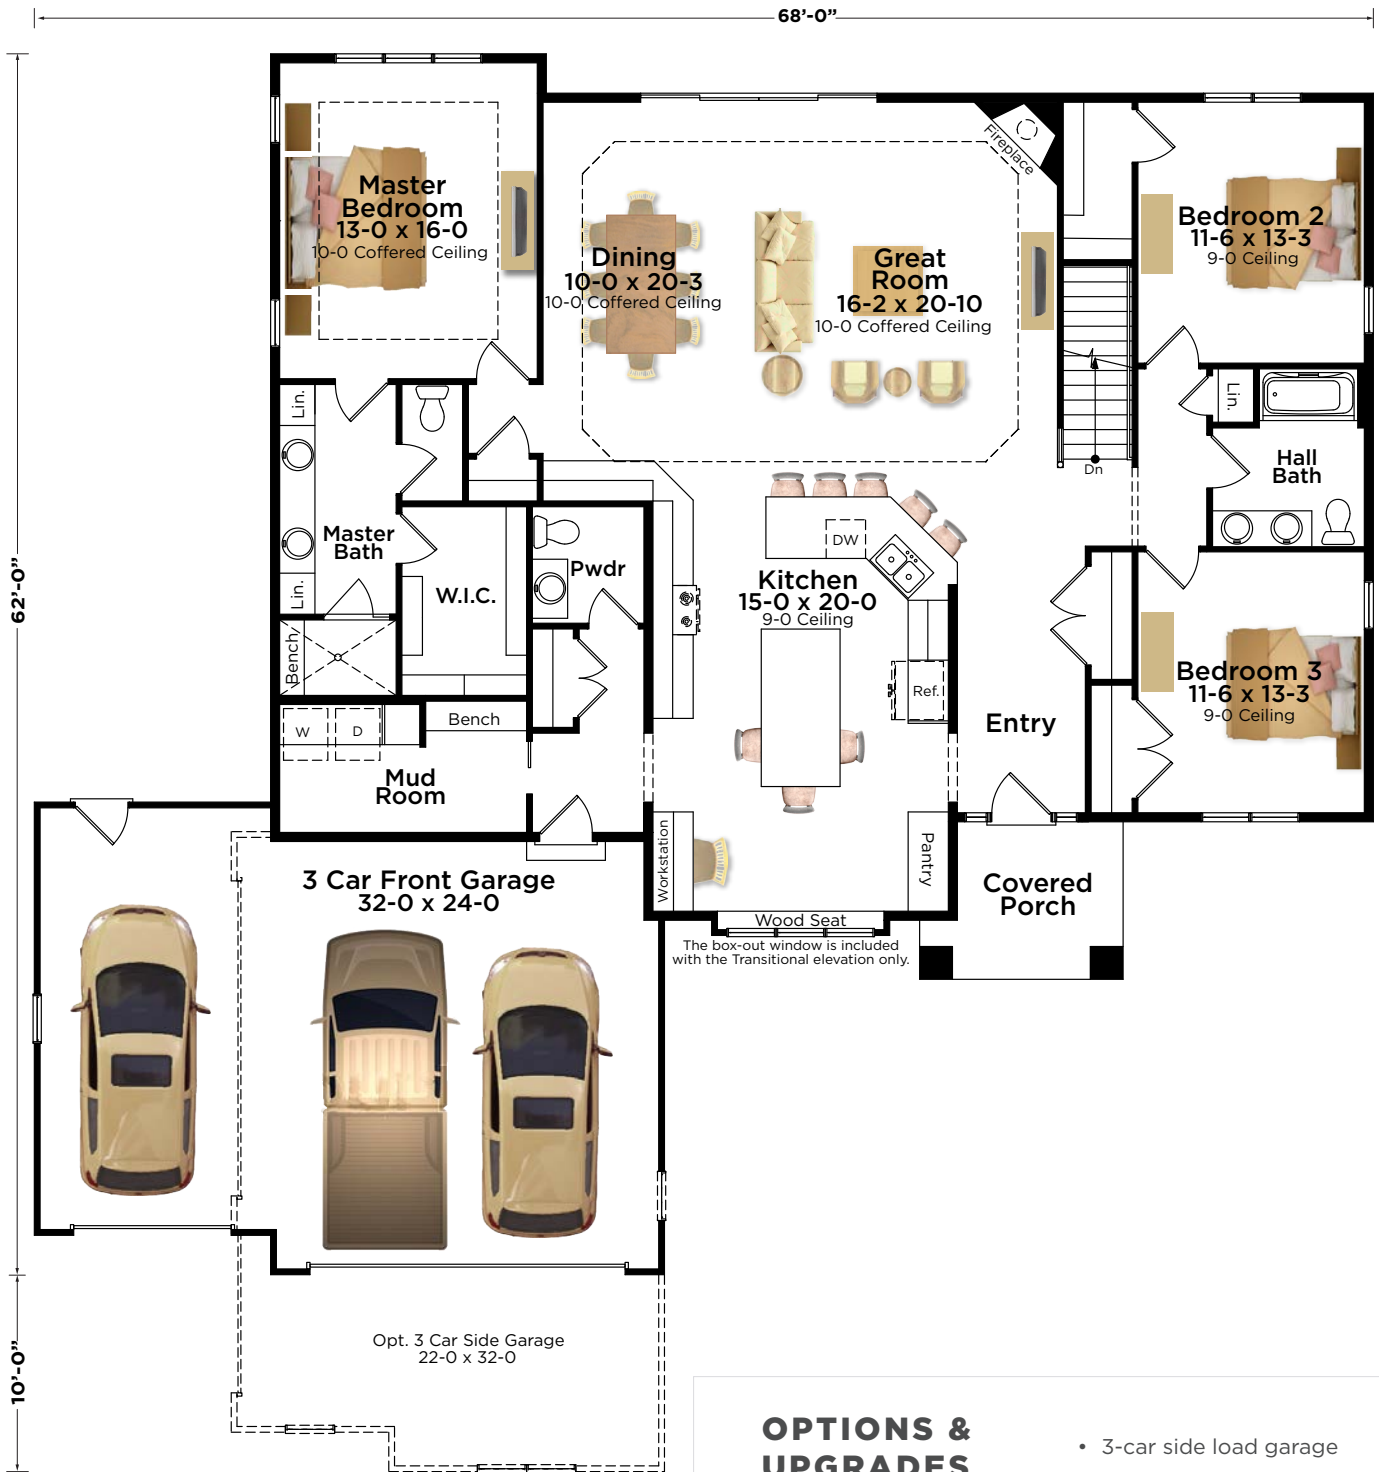 68’-0”
62’-0”
10’-0”
Master
Bedroom
13-0 x 16-0
10-0 Coffered Ceiling
Dining
10-0 x 20-3
10-0 Coffered Ceiling
Great
Room
16-2 x 20-10
10-0 Coffered Ceiling
Fireplace
Bedroom 2
11-6 x 13-3
9-0 Ceiling
Lin.
Lin.
Dn
Hall
Bath
Master
Bath
Lin.
Bench
W.I.C.
Pwdr
DW
Kitchen
15-0 x 20-0
9-0 Ceiling
Ref.
Entry
Bedroom 3
11-6 x 13-3
9-0 Ceiling
W
D
Bench
Mud
Room
Workstation
Pantry
Wood Seat
The box-out window is included
with the Transitional elevation only.
Covered
Porch
3 Car Front Garage
32-0 x 24-0
Opt. 3 Car Side Garage
22-0 x 32-0
OPTIONS &
UPGRADES
• 3-car side load garage